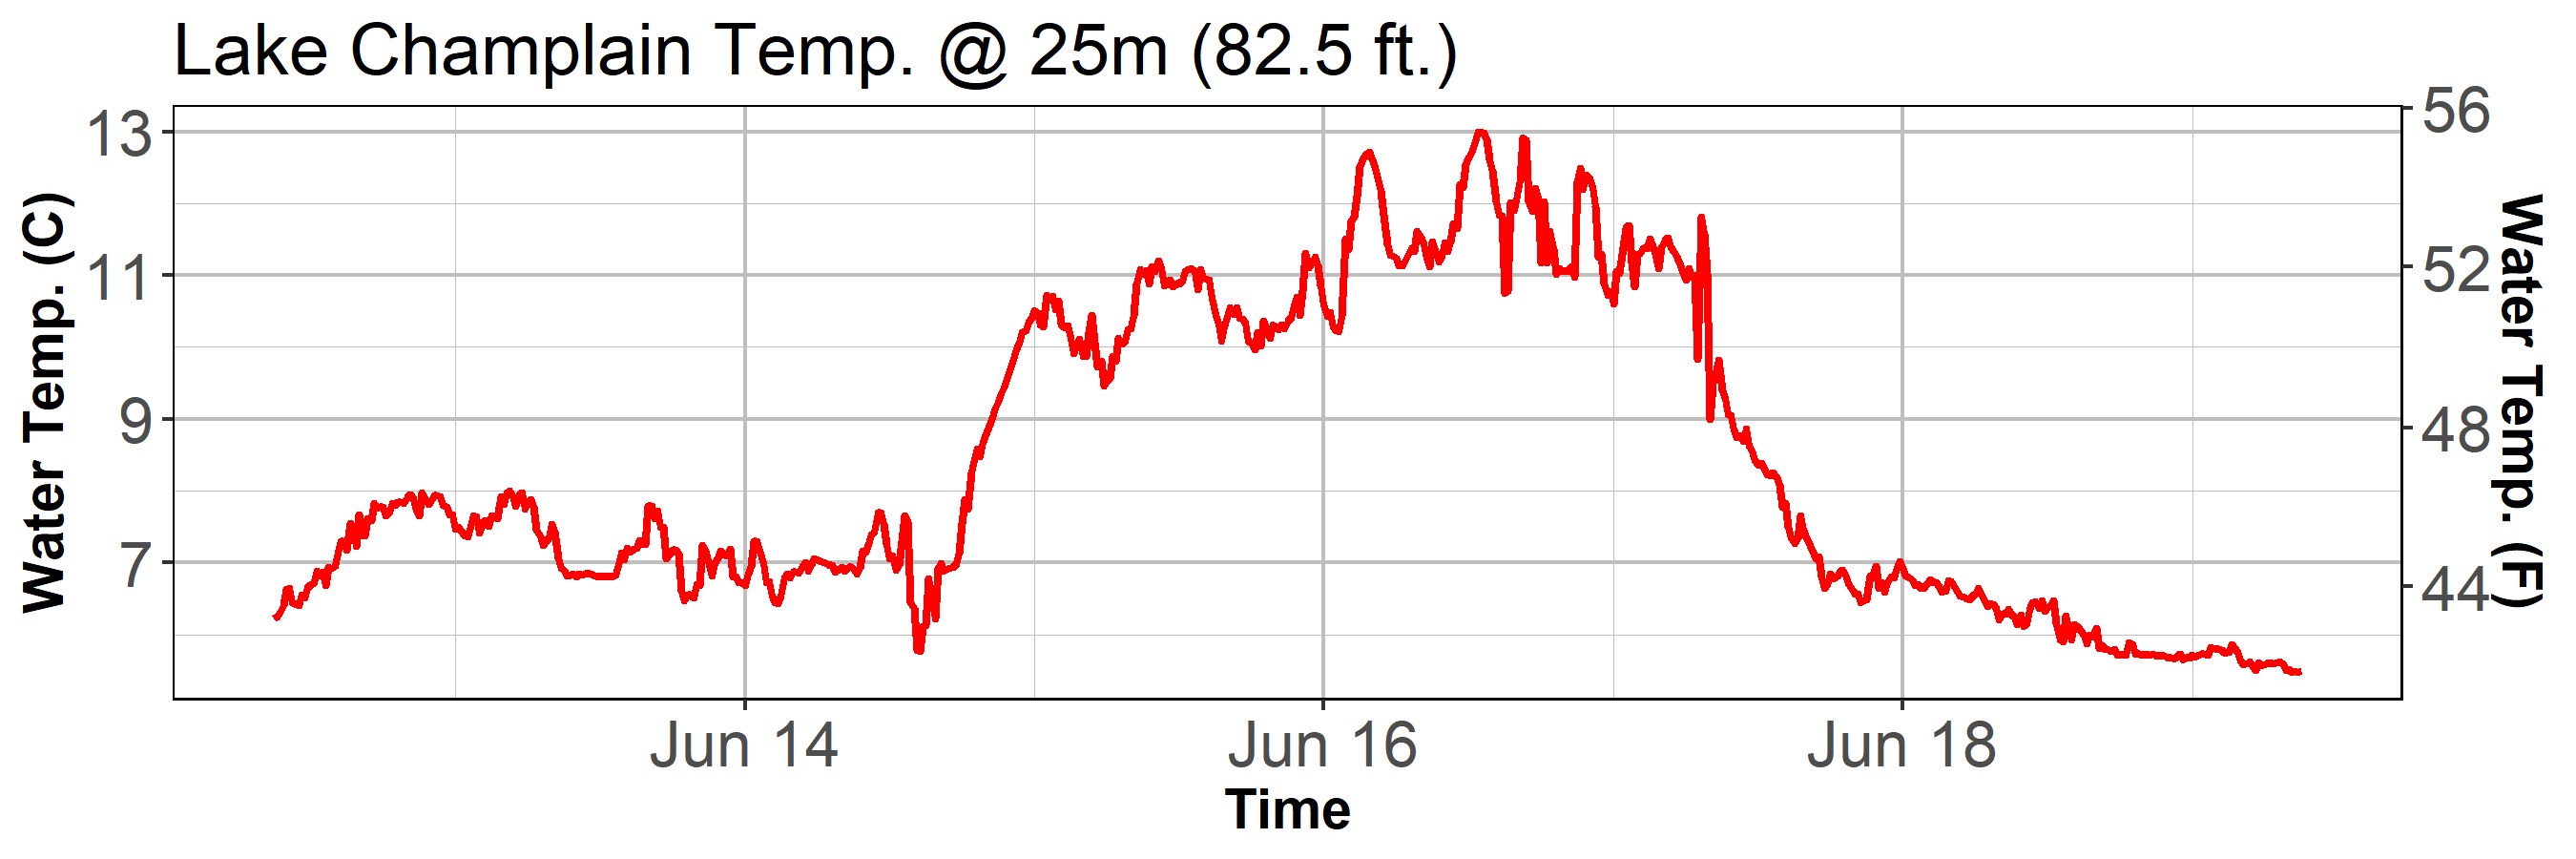 Lake Champlain Temp. @ 25m (82.5 ft.)
Water Temp. (C)
13
11
9
7
56
52
48
44
Water Temp. (F)
Jun 14
Jun 16
Jun 18
Time